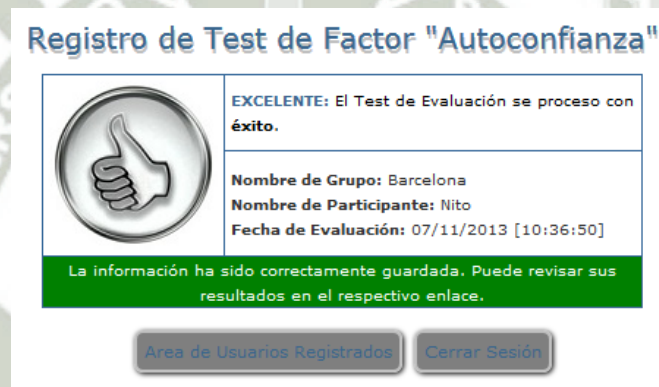 Registro de Test de Factor "Autoconfianza"
EXCELENTE: El Test de Evaluación se proceso con
éxito.
Nombre de Grupo: Barcelona
Nombre de Participante: Nito
Fecha de Evaluación: 07/11/2013 [10:36:50]
La información ha sido correctamente guardada. Puede revisar sus
resultados en el respectivo enlace.
Area de Usuarios Registrados
Cerrar Sesión